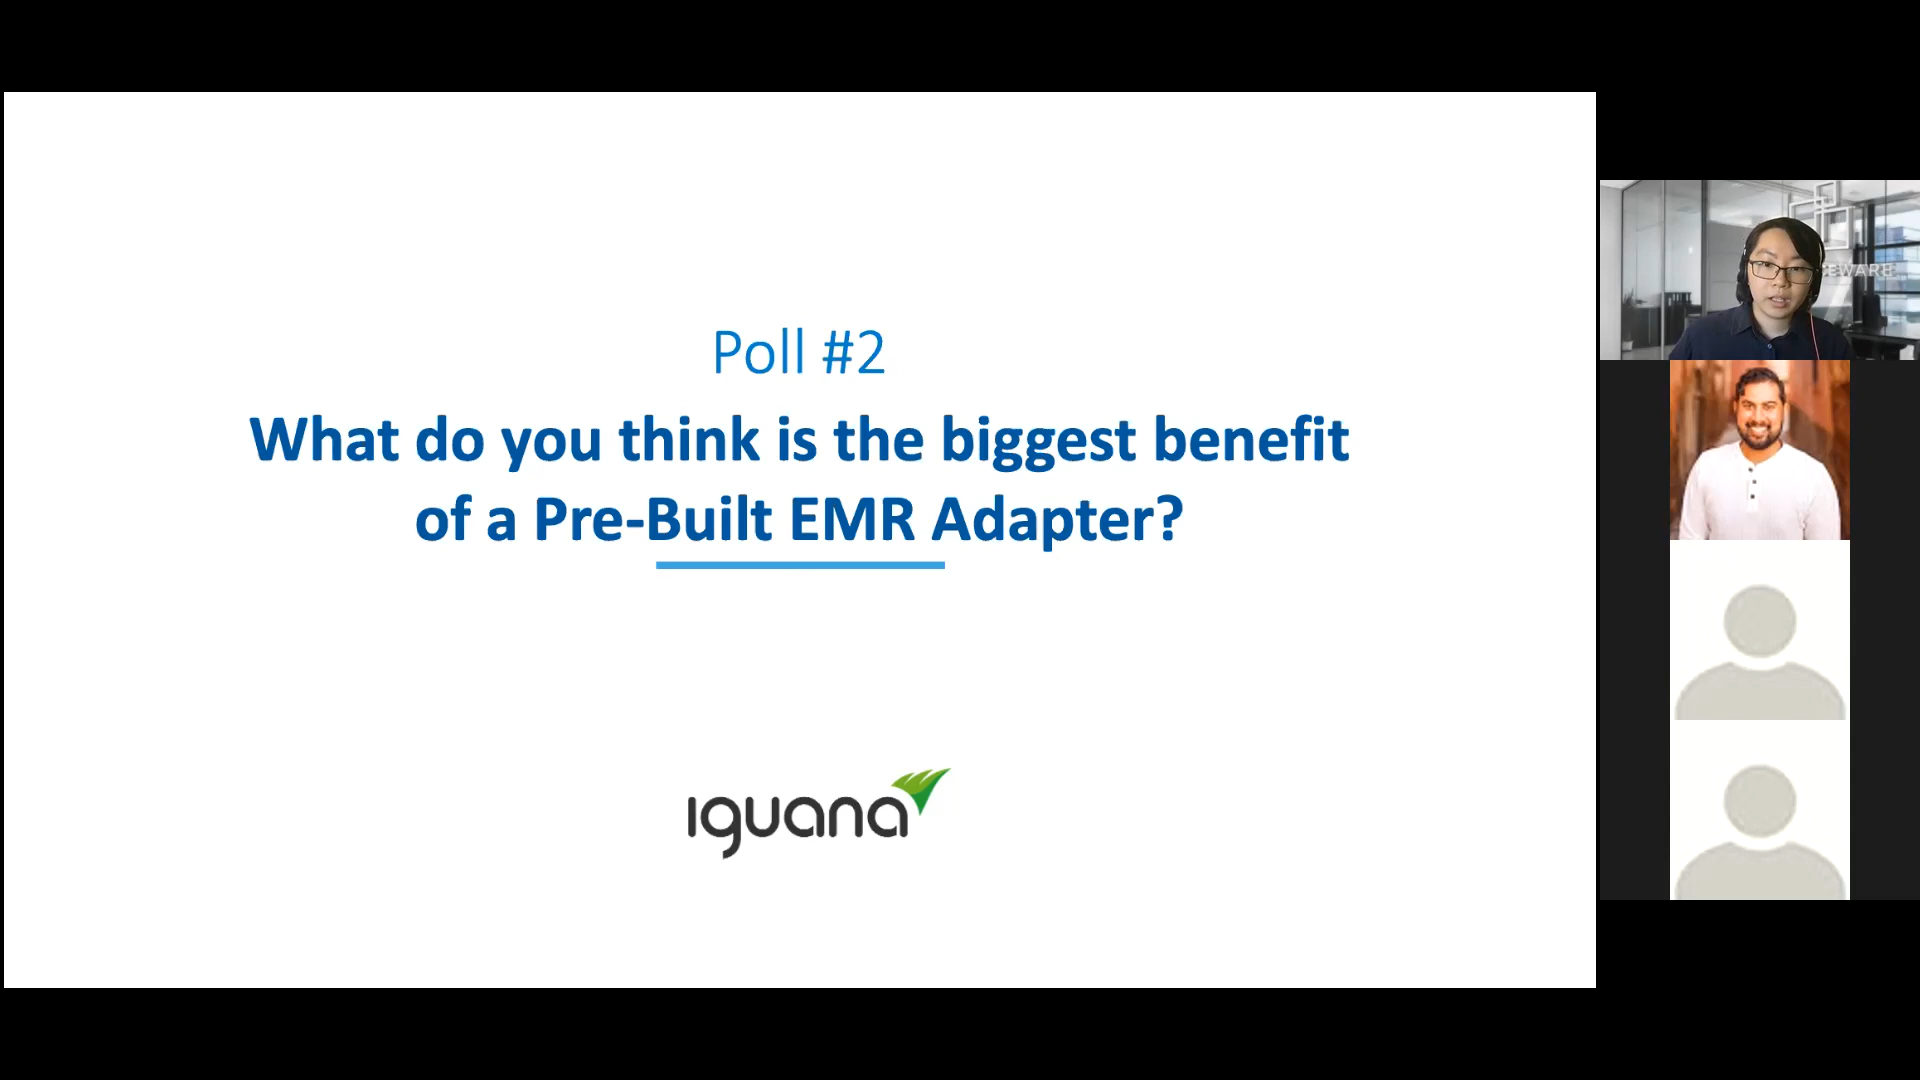 Poll #2
What do you think is the biggest benefit
of a Pre-Built EMR Adapter?
iguana